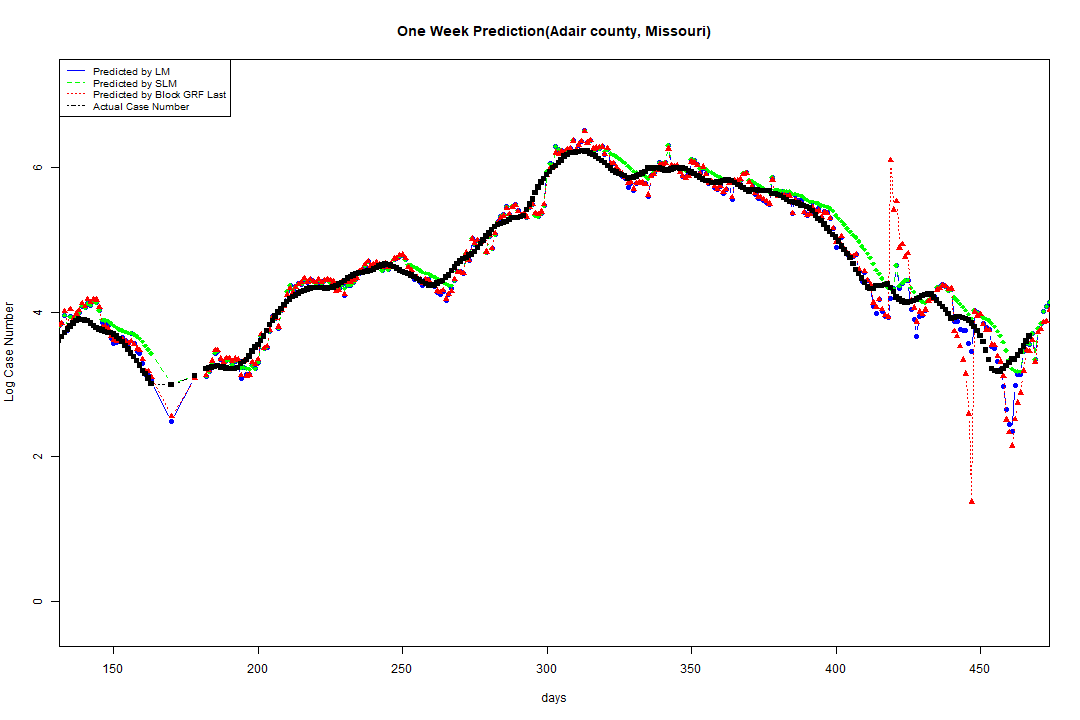 One Week Prediction(Adair county, Missouri)
Predicted by LM
Predicted by SLM
Predicted by Block GRF Last
Actual Case Number
Log Case Number
6
4
2
0
150 200 250 300 350 400 450
days